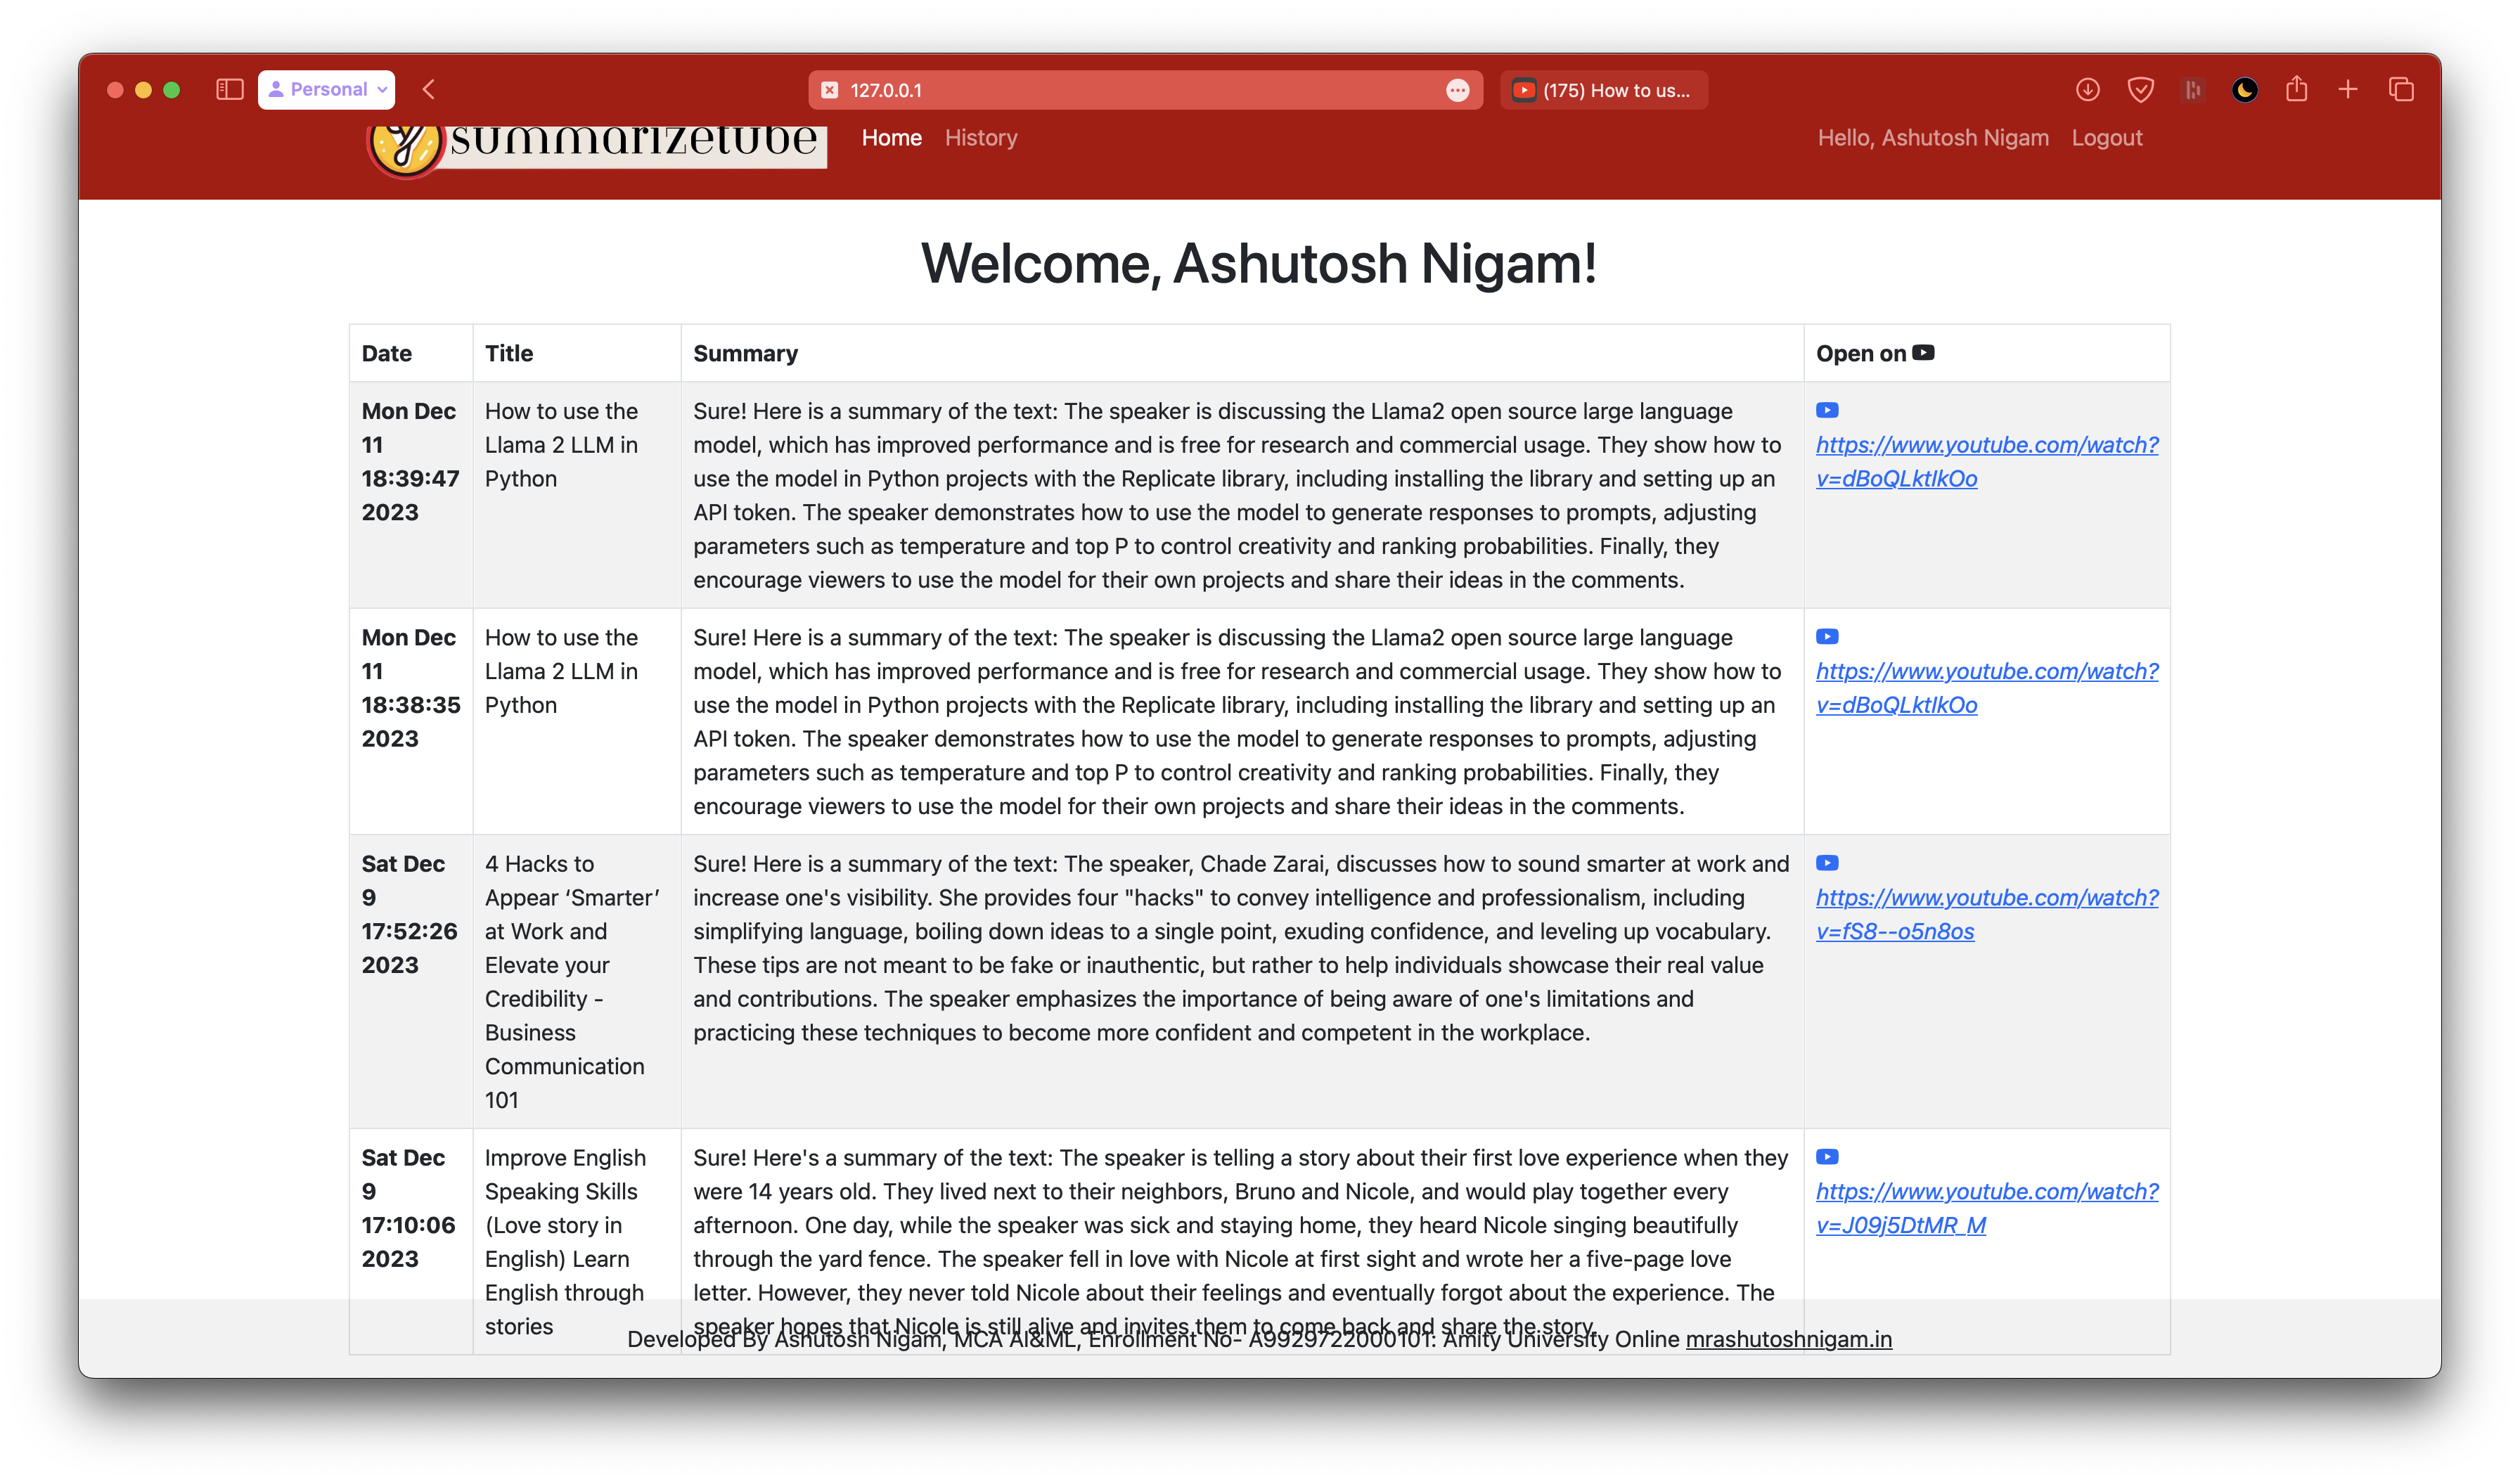 Personal
127.0.0.1
(175) How to us...
summarizetube
Home
History
Hello, Ashutosh Nigam
Logout
Welcome, Ashutosh Nigam!
Date
Title
Summary
Open on
Mon Dec
11
18:39:47
2023
How to use the
Llama 2 LLM in
Python
Sure! Here is a summary of the text: The speaker is discussing the Llama2 open source large language
model, which has improved performance and is free for research and commercial usage. They show how to
use the model in Python projects with the Replicate library, including installing the library and setting up an
API token. The speaker demonstrates how to use the model to generate responses to prompts, adjusting
parameters such as temperature and top P to control creativity and ranking probabilities. Finally, they
encourage viewers to use the model for their own projects and share their ideas in the comments.
https://www.youtube.com/watch?
v=dBoQLktIkOo
Mon Dec
11
18:38:35
2023
How to use the
Llama 2 LLM in
Python
Sure! Here is a summary of the text: The speaker is discussing the Llama2 open source large language
model, which has improved performance and is free for research and commercial usage. They show how to
use the model in Python projects with the Replicate library, including installing the library and setting up an
API token. The speaker demonstrates how to use the model to generate responses to prompts, adjusting
parameters such as temperature and top P to control creativity and ranking probabilities. Finally, they
encourage viewers to use the model for their own projects and share their ideas in the comments.
https://www.youtube.com/watch?
v=dBoQLktIkOo
Sat Dec
9
17:52:26
2023
4 Hacks to
Appear ‘Smarter’
at Work and
Elevate your
Credibility -
Business
Communication
101
Sure! Here is a summary of the text: The speaker, Chade Zarai, discusses how to sound smarter at work and
increase one's visibility. She provides four "hacks" to convey intelligence and professionalism, including
simplifying language, boiling down ideas to a single point, exuding confidence, and leveling up vocabulary.
These tips are not meant to be fake or inauthentic, but rather to help individuals showcase their real value
and contributions. The speaker emphasizes the importance of being aware of one's limitations and
practicing these techniques to become more confident and competent in the workplace.
https://www.youtube.com/watch?
v=fS8--o5n8os
Sat Dec
9
17:10:06
2023
Improve English
Speaking Skills
(Love story in
English) Learn
English through
stories
Sure! Here's a summary of the text: The speaker is telling a story about their first love experience when they
were 14 years old. They lived next to their neighbors, Bruno and Nicole, and would play together every
afternoon. One day, while the speaker was sick and staying home, they heard Nicole singing beautifully
through the yard fence. The speaker fell in love with Nicole at first sight and wrote her a five-page love
letter. However, they never told Nicole about their feelings and eventually forgot about the experience. The
speaker hopes that Nicole is still alive and invites them to come back and share the story.
https://www.youtube.com/watch?
v=J09j5DtMR_M
Developed By Ashutosh Nigam, MCA AI&ML, Enrollment No- A9929722000101: Amity University Online mrashutoshnigam.in